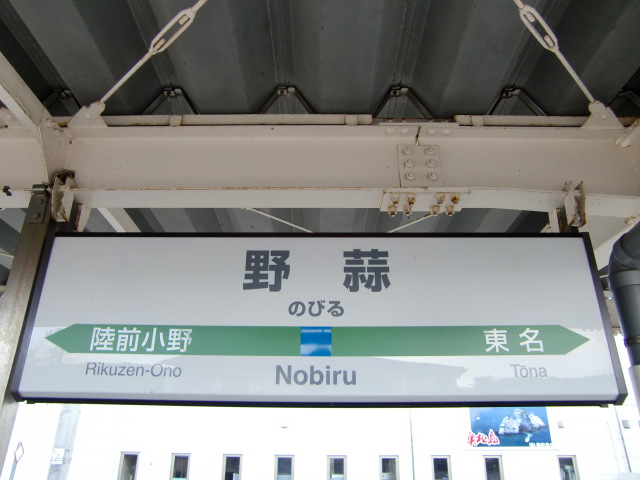 野蒜
のびる
陸前小野 東名
Rikuzen-Ono Nobiru Tōna